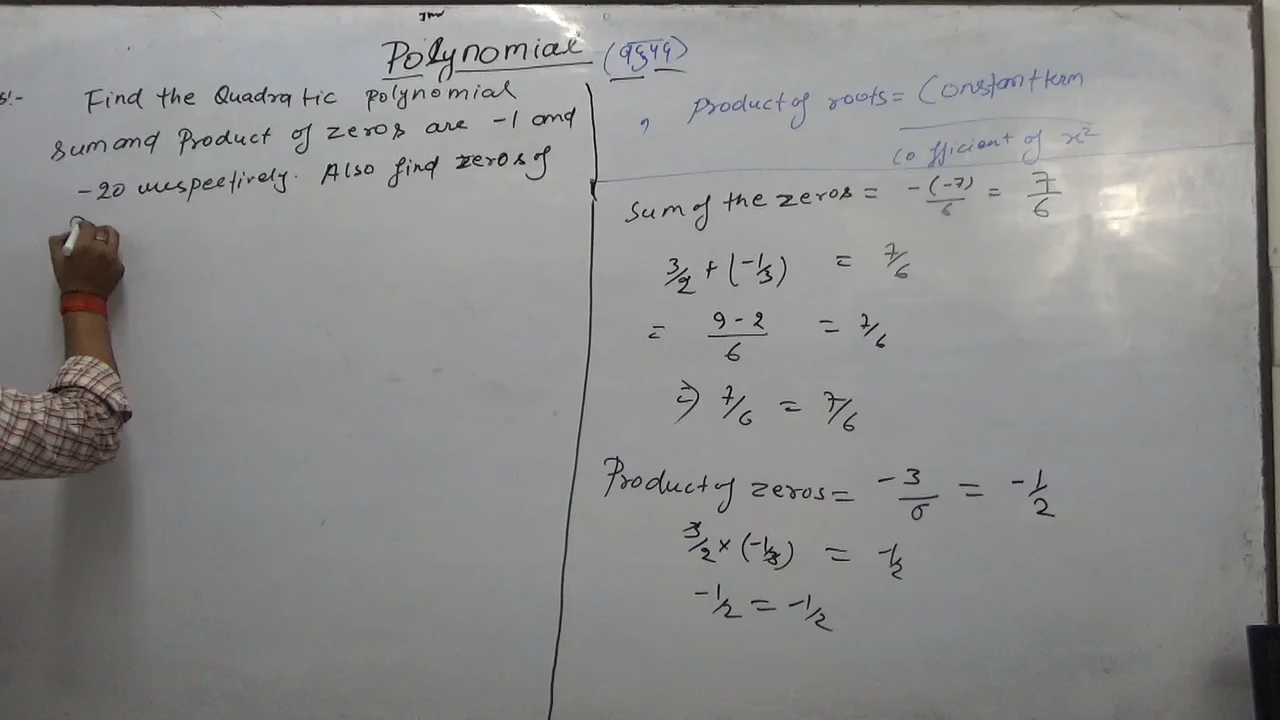 Polynomial (बहुपद)
Find the Quadratic polynomial
sum and Product of zeros are -1 and
-20 respectively. Also find zeros of
Product of roots = Constant term
Cofficient of x²
Sum of the zeros = -(-7)/6 = 7/6
3/2 + (-1/3) = 7/6
= 9-2/6 = 7/6
⇒ 7/6 = 7/6
Product of zeros = -3/6 = -1/2
3/2 × (-1/3) = -1/2
-1/2 = -1/2